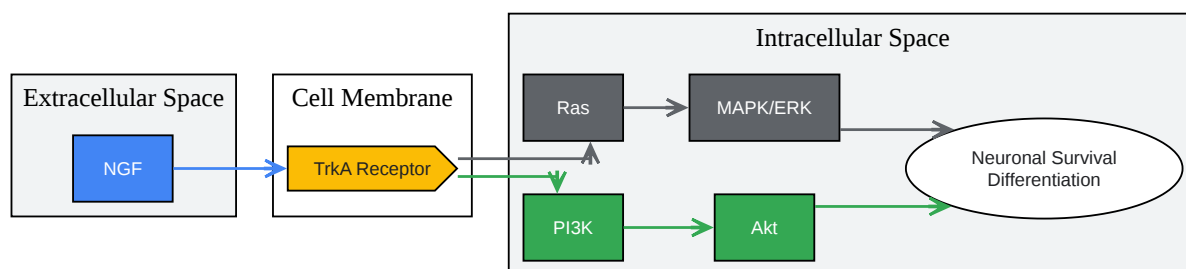 Intracellular Space
Extracellular Space
Cell Membrane
Ras
MAPK/ERK
NGF
TrkA Receptor
Neuronal Survival
Differentiation
PI3K
Akt